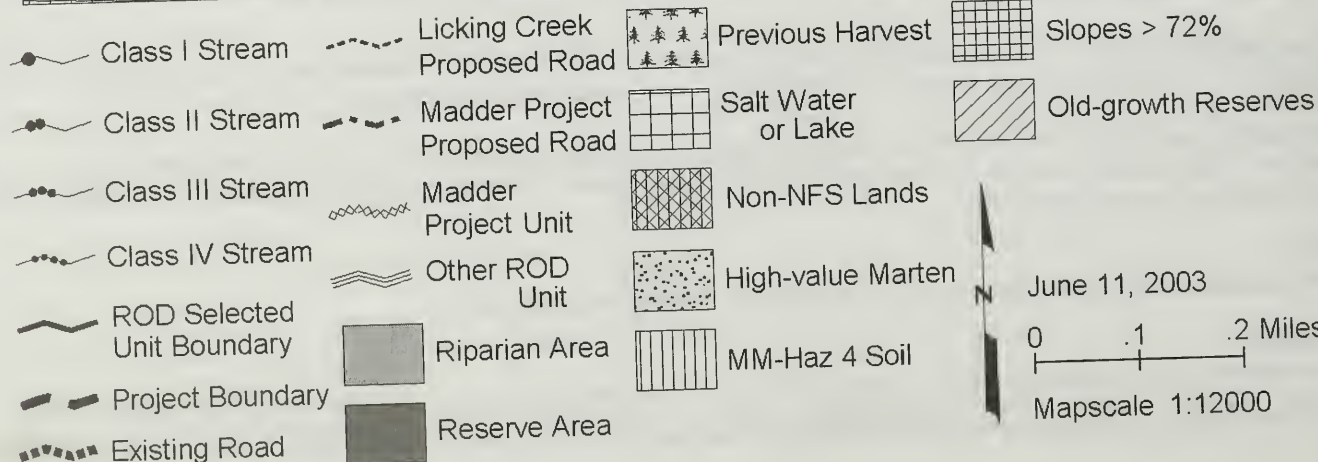 Class I Stream
Class II Stream
Class III Stream
Class IV Stream
ROD Selected
Unit Boundary
Project Boundary
Existing Road
Licking Creek
Proposed Road
Madder Project
Proposed Road
Madder
Project Unit
Other ROD
Unit
Riparian Area
Reserve Area
Previous Harvest
Salt Water
or Lake
Non-NFS Lands
High-value Marten
MM-Haz 4 Soil
Slopes > 72%
Old-growth Reserves
N
June 11, 2003
0 .1 .2 Miles
Mapscale 1:12000